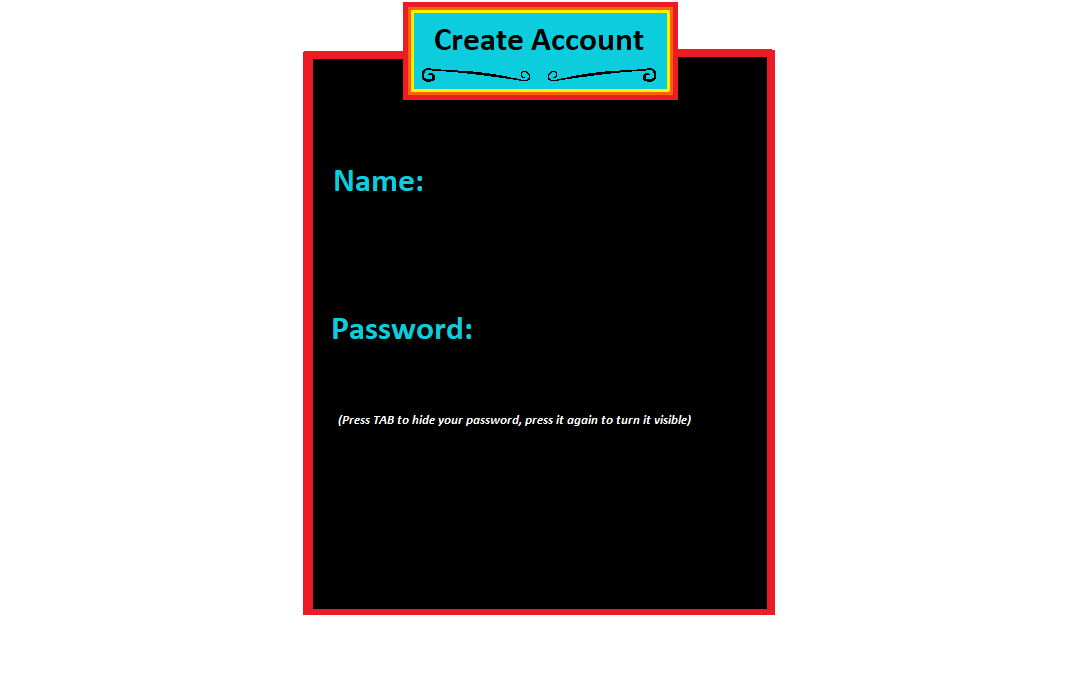 Create Account
Name:
Password:
(Press TAB to hide your password, press it again to turn it visible)